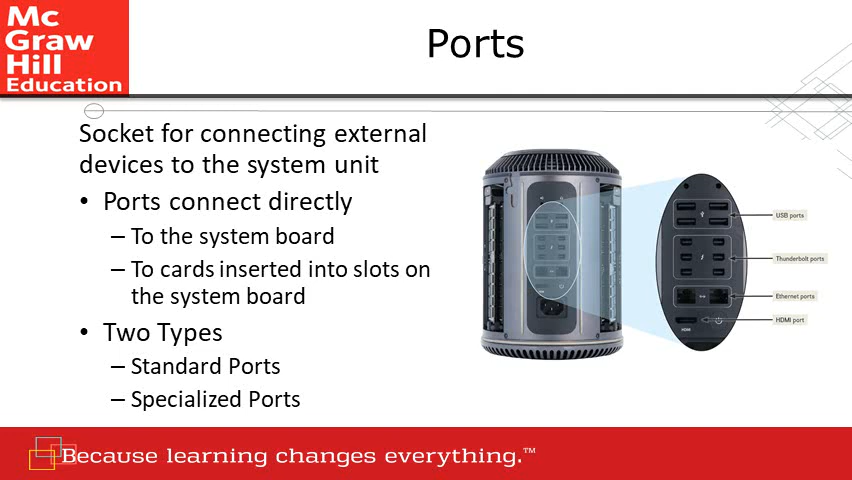 Mc
Graw
Hill
Education
Ports
Socket for connecting external
devices to the system unit
• Ports connect directly
– To the system board
– To cards inserted into slots on
the system board
• Two Types
– Standard Ports
– Specialized Ports
USB ports
Thunderbolt ports
Ethernet ports
HDMI port
HDMI
Because learning changes everything.™